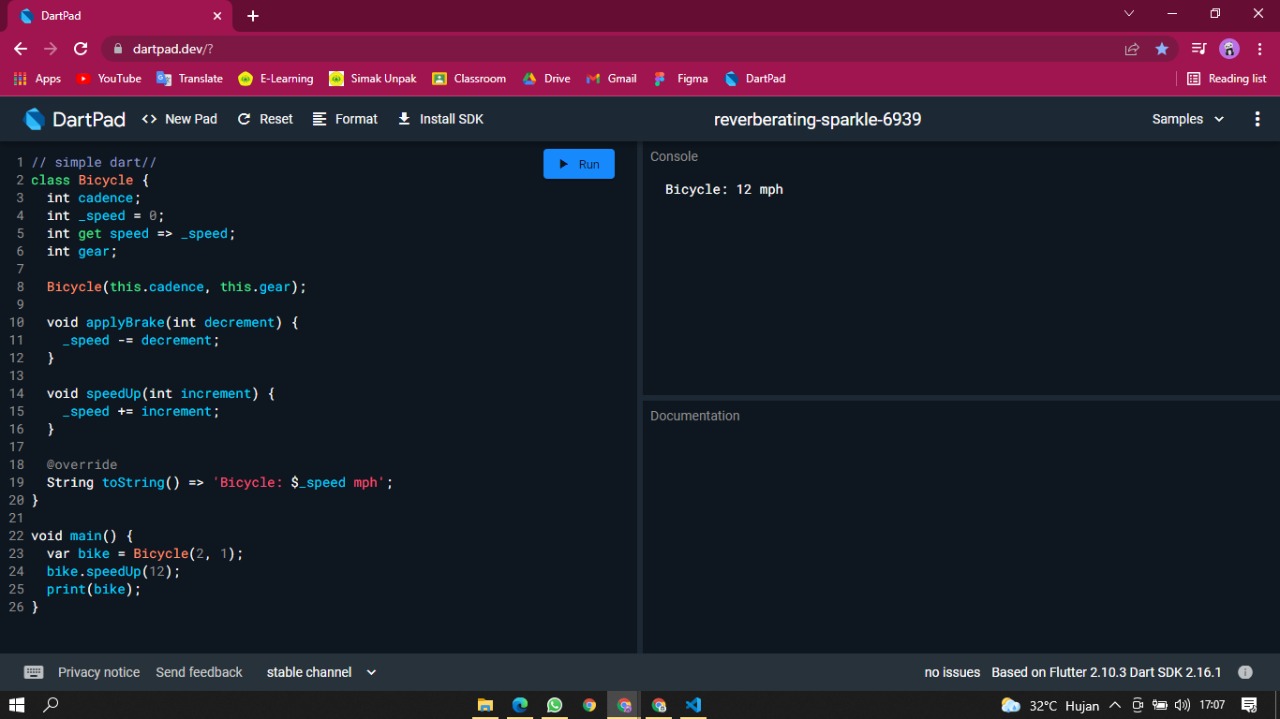 DartPad
dartpad.dev/?
Apps YouTube Translate E-Learning Simak Unpak Classroom Drive Gmail Figma DartPad Reading list
DartPad <> New Pad Reset Format Install SDK reverberating-sparkle-6939 Samples
Run
1 // simple dart//
2 class Bicycle {
3   int cadence;
4   int _speed = 0;
5   int get speed => _speed;
6   int gear;
7
8   Bicycle(this.cadence, this.gear);
9
10   void applyBrake(int decrement) {
11     _speed -= decrement;
12   }
13
14   void speedUp(int increment) {
15     _speed += increment;
16   }
17
18   @override
19   String toString() => 'Bicycle: $_speed mph';
20 }
21
22 void main() {
23   var bike = Bicycle(2, 1);
24   bike.speedUp(12);
25   print(bike);
26 }
Console
Bicycle: 12 mph
Documentation
Privacy notice Send feedback stable channel no issues Based on Flutter 2.10.3 Dart SDK 2.16.1
32°C Hujan 17:07